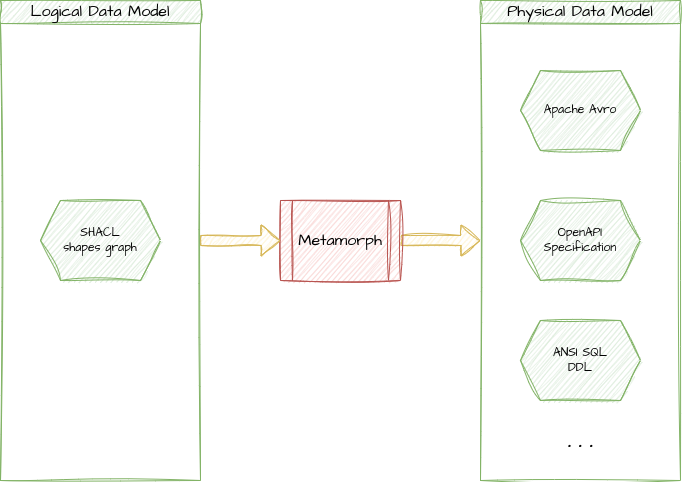 Logical Data Model
Physical Data Model
Apache Avro
SHACL
shapes graph
Metamorph
OpenAPI
Specification
ANSI SQL
DDL
...